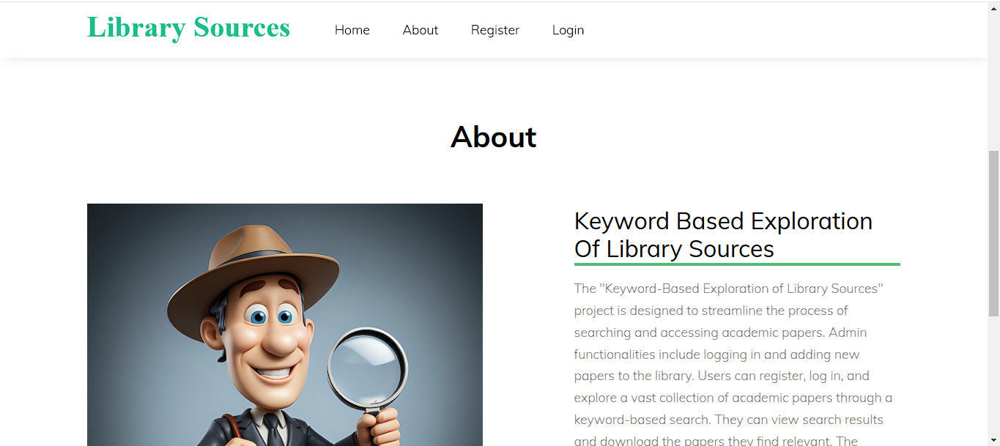 Library Sources
Home About Register Login
About
Keyword Based Exploration
Of Library Sources
The "Keyword-Based Exploration of Library Sources"
project is designed to streamline the process of
searching and accessing academic papers. Admin
functionalities include logging in and adding new
papers to the library. Users can register, log in, and
explore a vast collection of academic papers through a
keyword-based search. They can view search results
and download the papers they find relevant. The